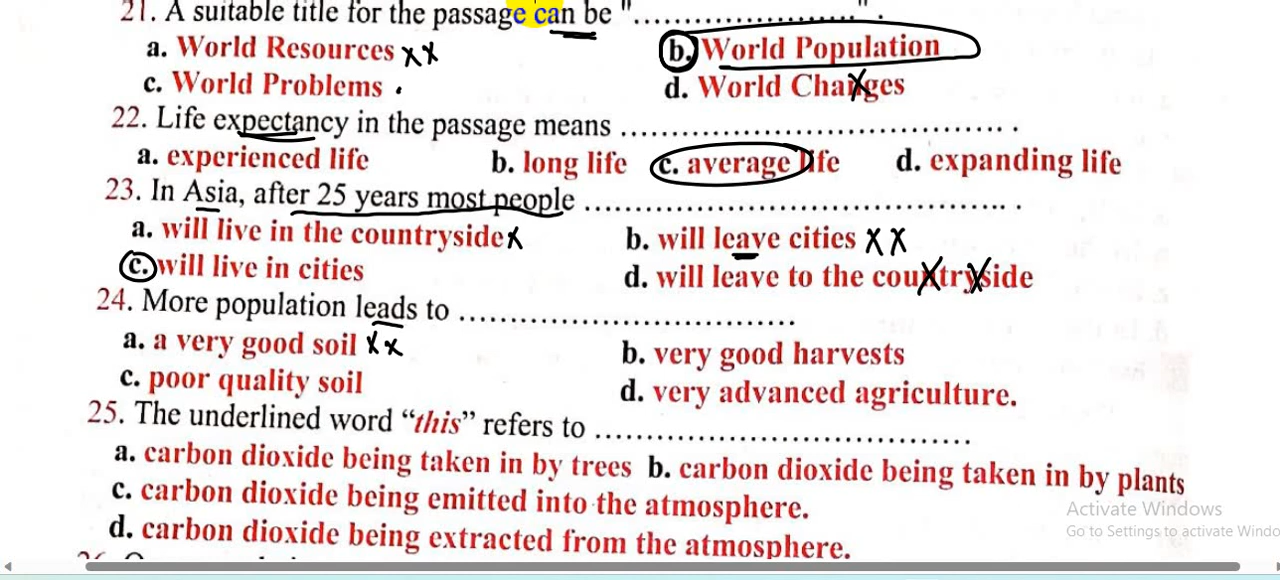 21. A suitable title for the passage can be "........................" .
a. World Resources xx b. World Population
c. World Problems . d. World Changes
22. Life expectancy in the passage means ........................................ .
a. experienced life b. long life c. average life d. expanding life
23. In Asia, after 25 years most people ........................................ .
a. will live in the countryside x b. will leave cities xx
c. will live in cities d. will leave to the countryside
24. More population leads to ........................................
a. a very good soil xx b. very good harvests
c. poor quality soil d. very advanced agriculture.
25. The underlined word “this” refers to ........................................
a. carbon dioxide being taken in by trees b. carbon dioxide being taken in by plants
c. carbon dioxide being emitted into the atmosphere.
d. carbon dioxide being extracted from the atmosphere.
Activate Windows
Go to Settings to activate Windo